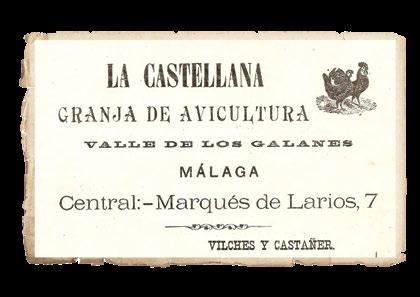 LA CASTELLANA
GRANJA DE AVICULTURA
VALLE DE LOS GALANES
MÁLAGA
Central:-Marqués de Larios, 7
VILCHES Y CASTAÑER.